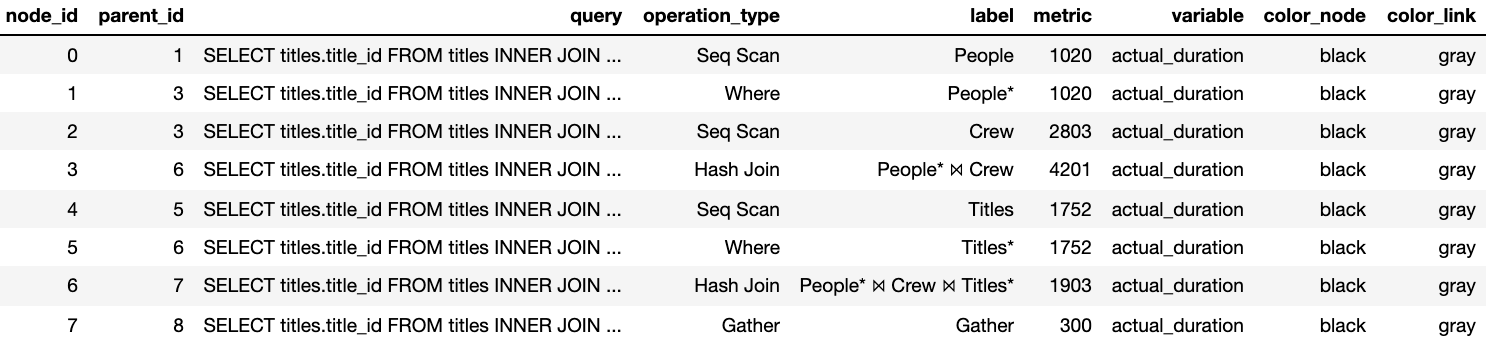 node_id parent_id query operation_type label metric variable color_node color_link
0 1 SELECT titles.title_id FROM titles INNER JOIN ... Seq Scan People 1020 actual_duration black gray
1 3 SELECT titles.title_id FROM titles INNER JOIN ... Where People* 1020 actual_duration black gray
2 3 SELECT titles.title_id FROM titles INNER JOIN ... Seq Scan Crew 2803 actual_duration black gray
3 6 SELECT titles.title_id FROM titles INNER JOIN ... Hash Join People* ⋈ Crew 4201 actual_duration black gray
4 5 SELECT titles.title_id FROM titles INNER JOIN ... Seq Scan Titles 1752 actual_duration black gray
5 6 SELECT titles.title_id FROM titles INNER JOIN ... Where Titles* 1752 actual_duration black gray
6 7 SELECT titles.title_id FROM titles INNER JOIN ... Hash Join People* ⋈ Crew ⋈ Titles* 1903 actual_duration black gray
7 8 SELECT titles.title_id FROM titles INNER JOIN ... Gather Gather 300 actual_duration black gray